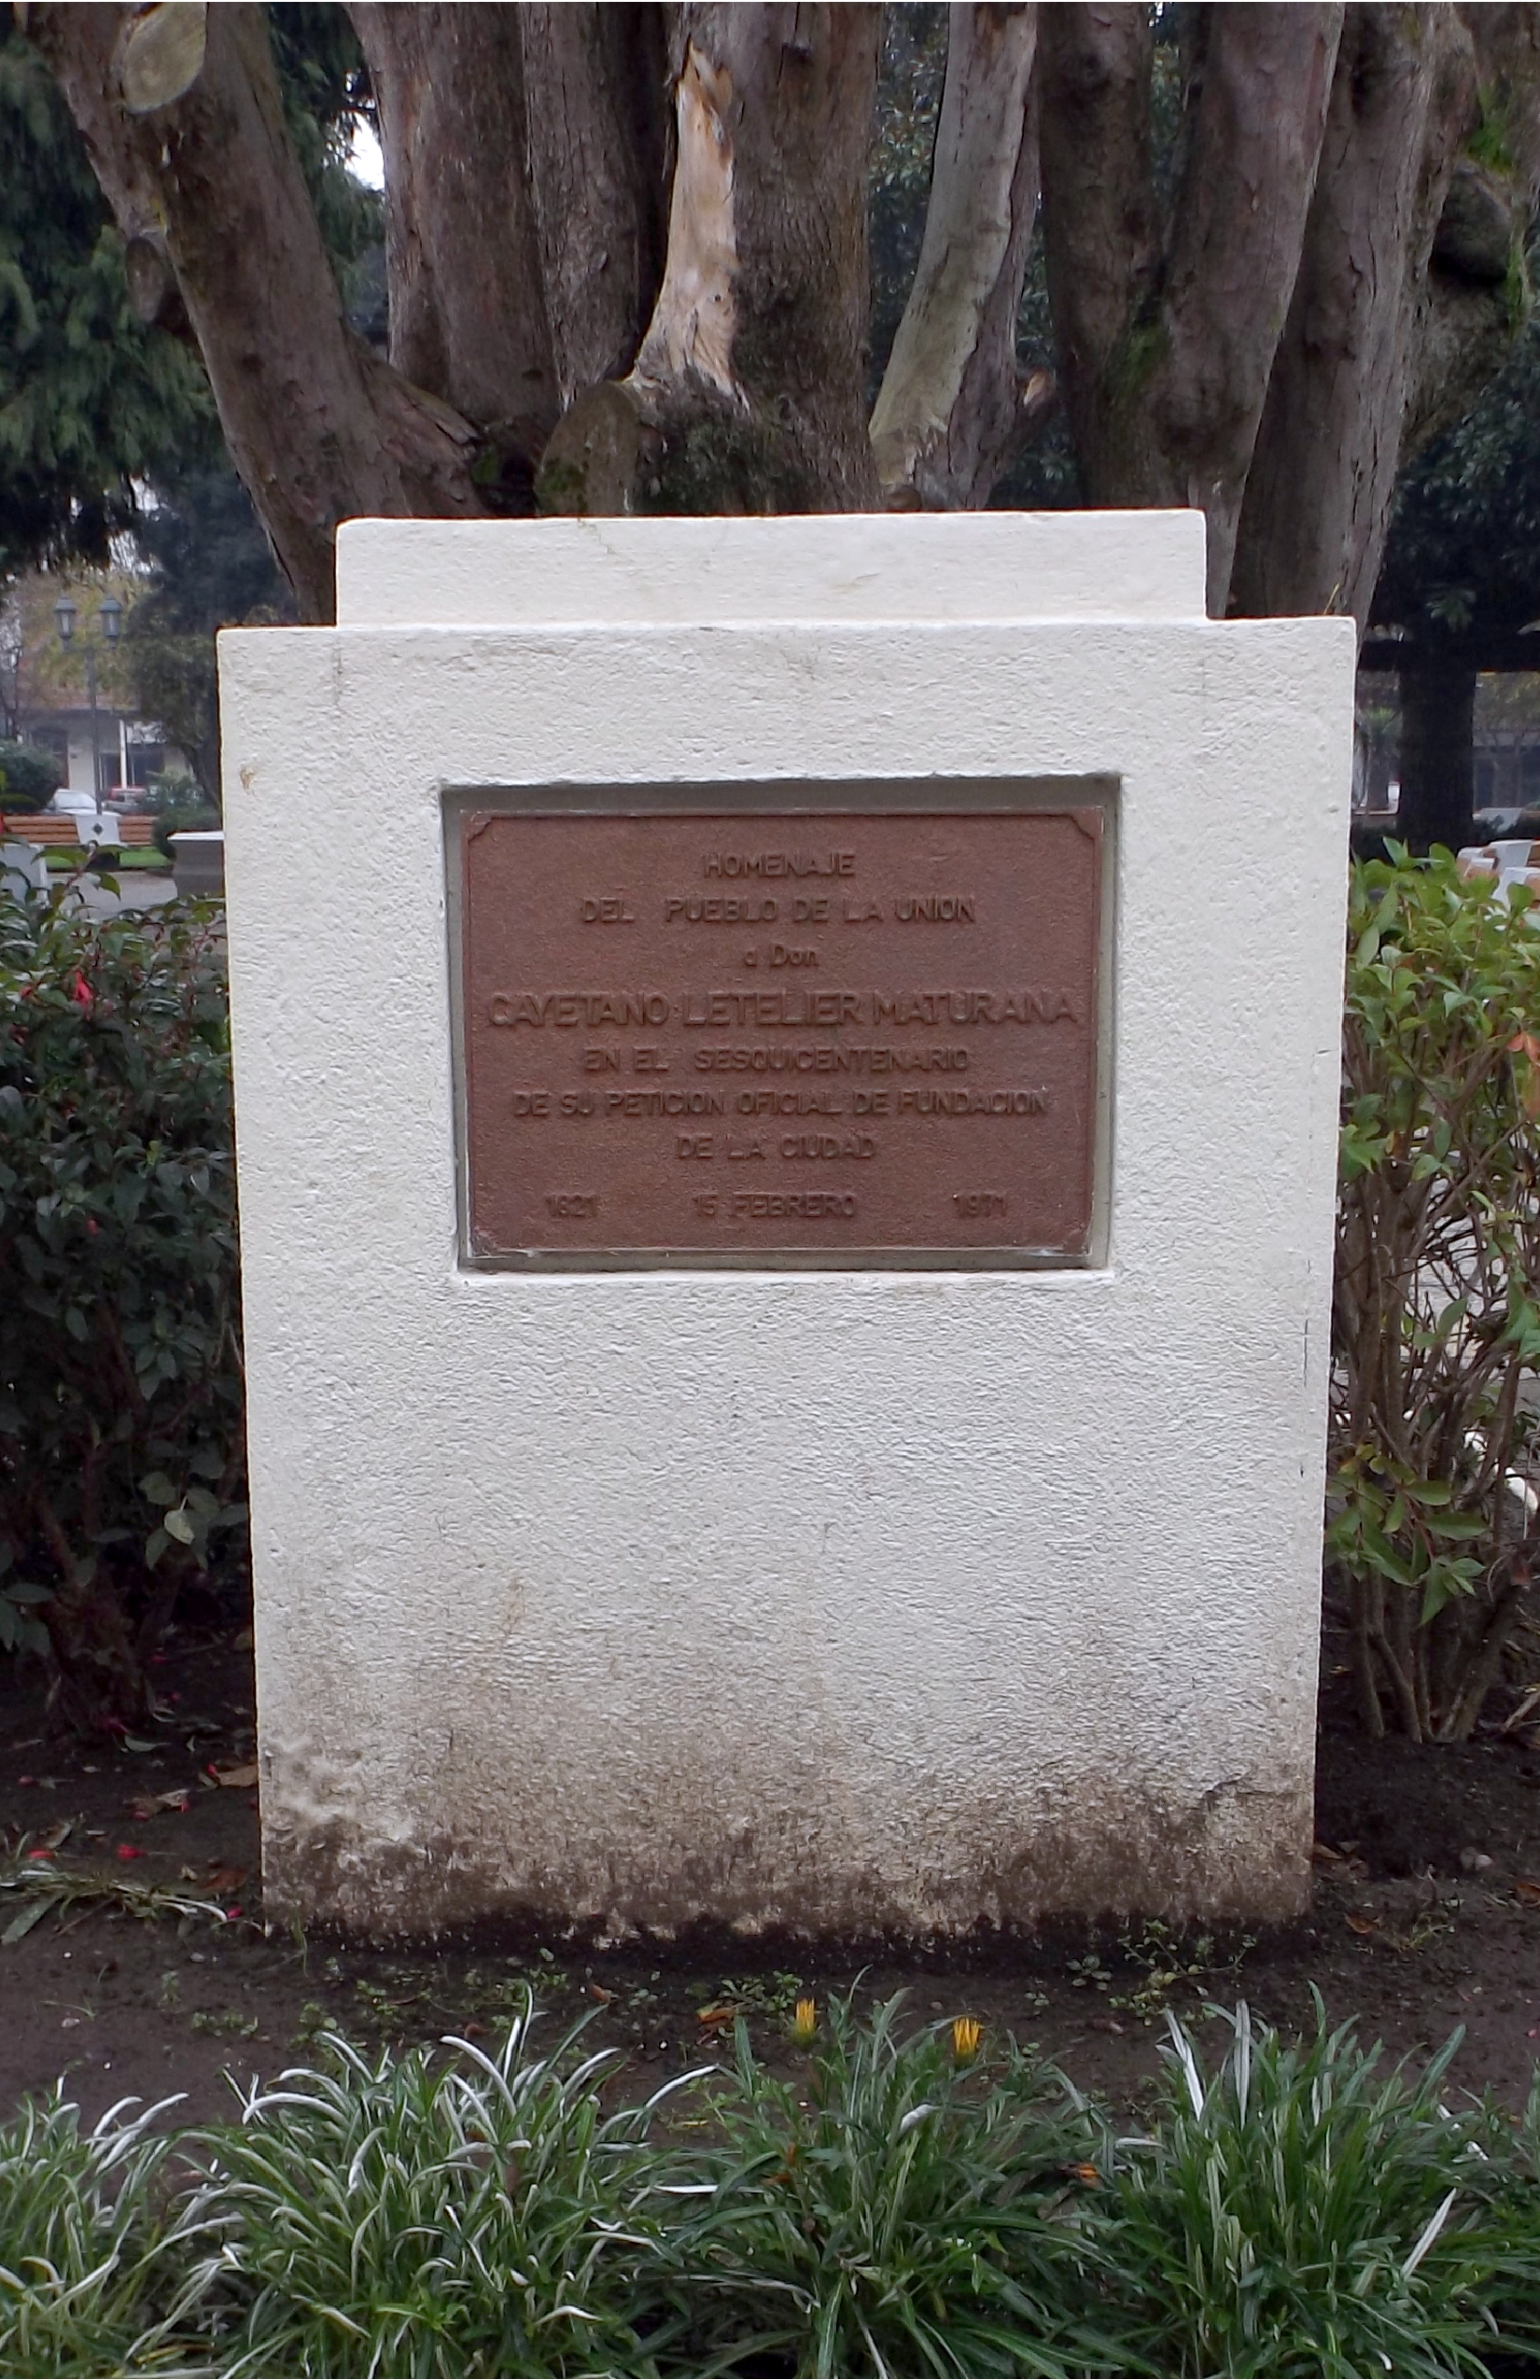 HOMENAJE
DEL PUEBLO DE LA UNION
a Don
CAYETANO LETELIER MATURANA
EN EL SESQUICENTENARIO
DE SU PETICION OFICIAL DE FUNDACION
DE LA CIUDAD
1821 15 FEBRERO 1971